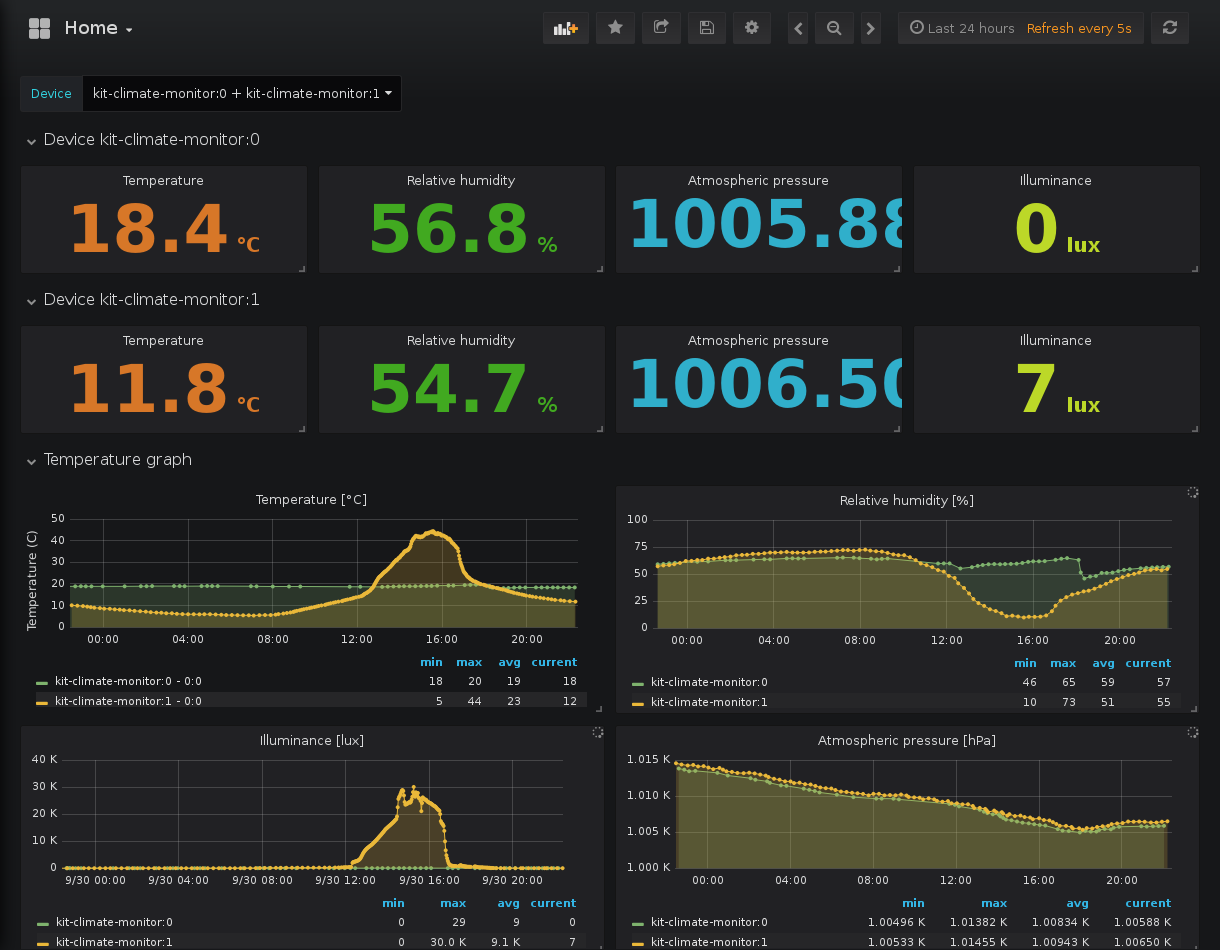 Home
Last 24 hours Refresh every 5s
Device kit-climate-monitor:0 + kit-climate-monitor:1
Device kit-climate-monitor:0
Temperature Relative humidity Atmospheric pressure Illuminance
18.4 °C 56.8 % 1005.88 0 lux
Device kit-climate-monitor:1
Temperature Relative humidity Atmospheric pressure Illuminance
11.8 °C 54.7 % 1006.50 7 lux
Temperature graph
Temperature [°C]
Temperature (C)
50
40
30
20
10
0
00:00 04:00 08:00 12:00 16:00 20:00
min max avg current
kit-climate-monitor:0 - 0:0 18 20 19 18
kit-climate-monitor:1 - 0:0 5 44 23 12
Relative humidity [%]
100
75
50
25
0
00:00 04:00 08:00 12:00 16:00 20:00
min max avg current
kit-climate-monitor:0 46 65 59 57
kit-climate-monitor:1 10 73 51 55
Illuminance [lux]
40 K
30 K
20 K
10 K
0
9/30 00:00 9/30 04:00 9/30 08:00 9/30 12:00 9/30 16:00 9/30 20:00
min max avg current
kit-climate-monitor:0 0 29 9 0
kit-climate-monitor:1 0 30.0 K 9.1 K 7
Atmospheric pressure [hPa]
1.015 K
1.010 K
1.005 K
1.000 K
00:00 04:00 08:00 12:00 16:00 20:00
min max avg current
kit-climate-monitor:0 1.00496 K 1.01382 K 1.00834 K 1.00588 K
kit-climate-monitor:1 1.00533 K 1.01455 K 1.00943 K 1.00650 K